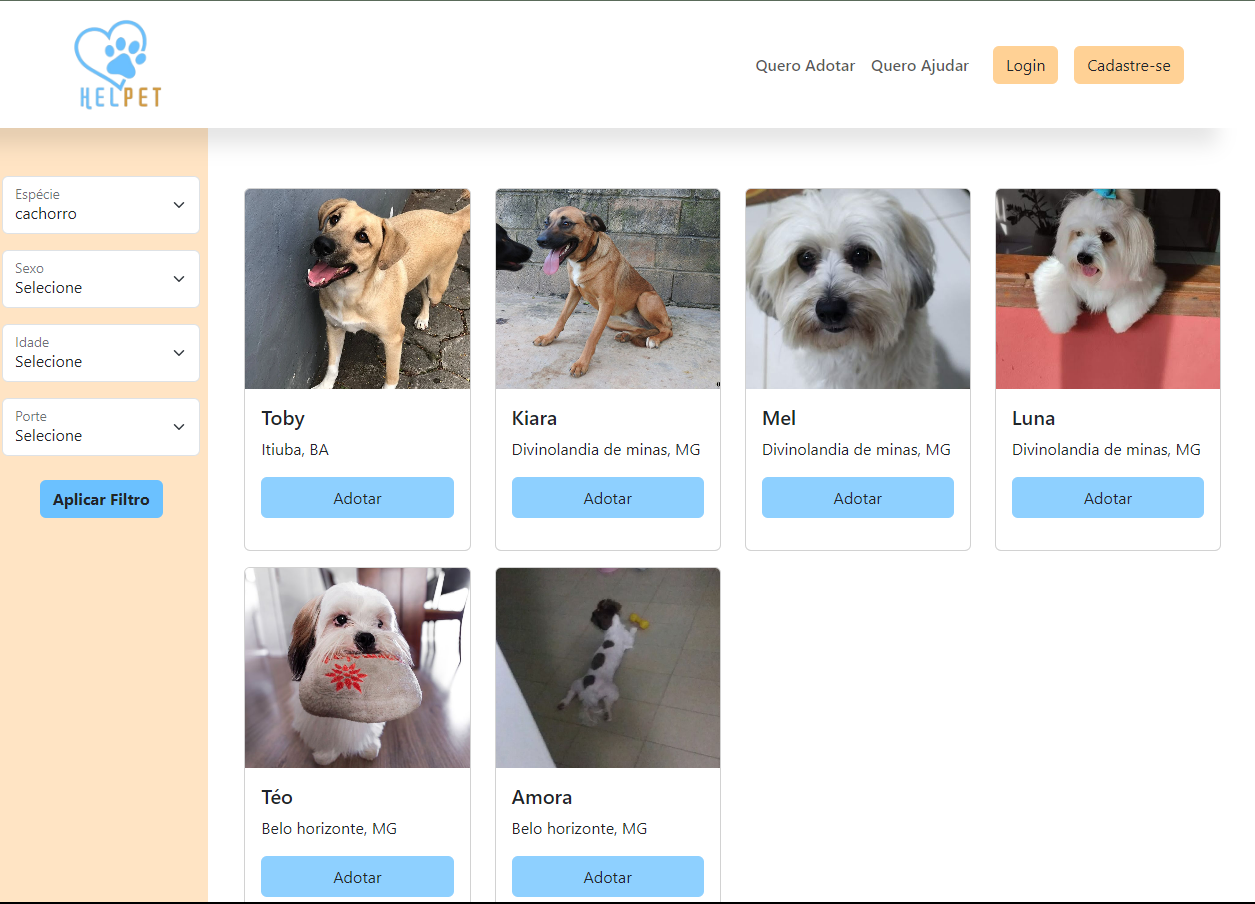 HELPET
Quero Adotar Quero Ajudar Login Cadastre-se
Espécie
cachorro
Sexo
Selecione
Idade
Selecione
Porte
Selecione
Aplicar Filtro
Toby
Itiuba, BA
Adotar
Kiara
Divinolandia de minas, MG
Adotar
Mel
Divinolandia de minas, MG
Adotar
Luna
Divinolandia de minas, MG
Adotar
Téo
Belo horizonte, MG
Adotar
Amora
Belo horizonte, MG
Adotar